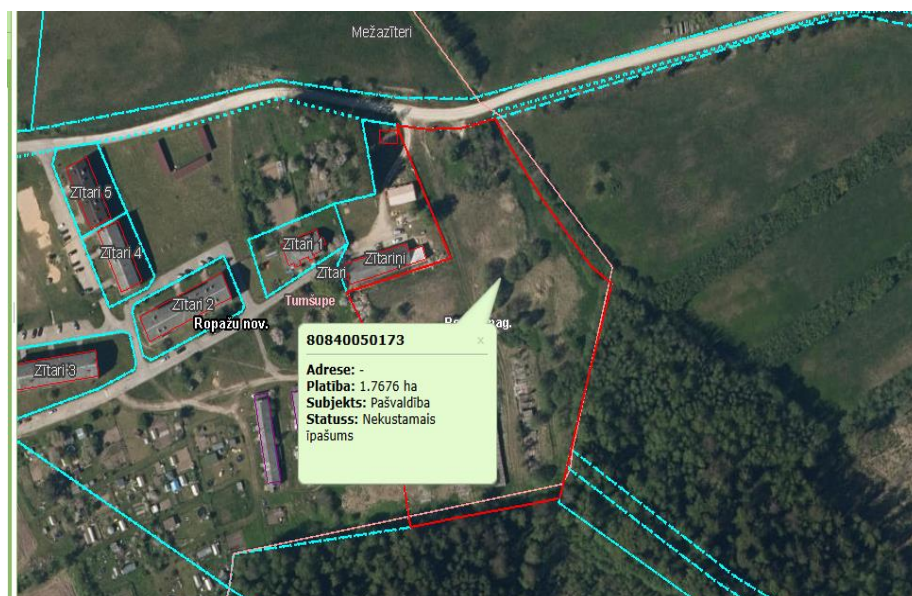 Mežazīteri
Zītari 5
Zītari 4
Zītari 1
Zītariņi
Zītari
Zītari 2
Tumšupe
Ropažu nov.
pag.
Zītari 3
80840050173
x
Adrese: -
Platība: 1.7676 ha
Subjekts: Pašvaldība
Statuss: Nekustamais
īpašums